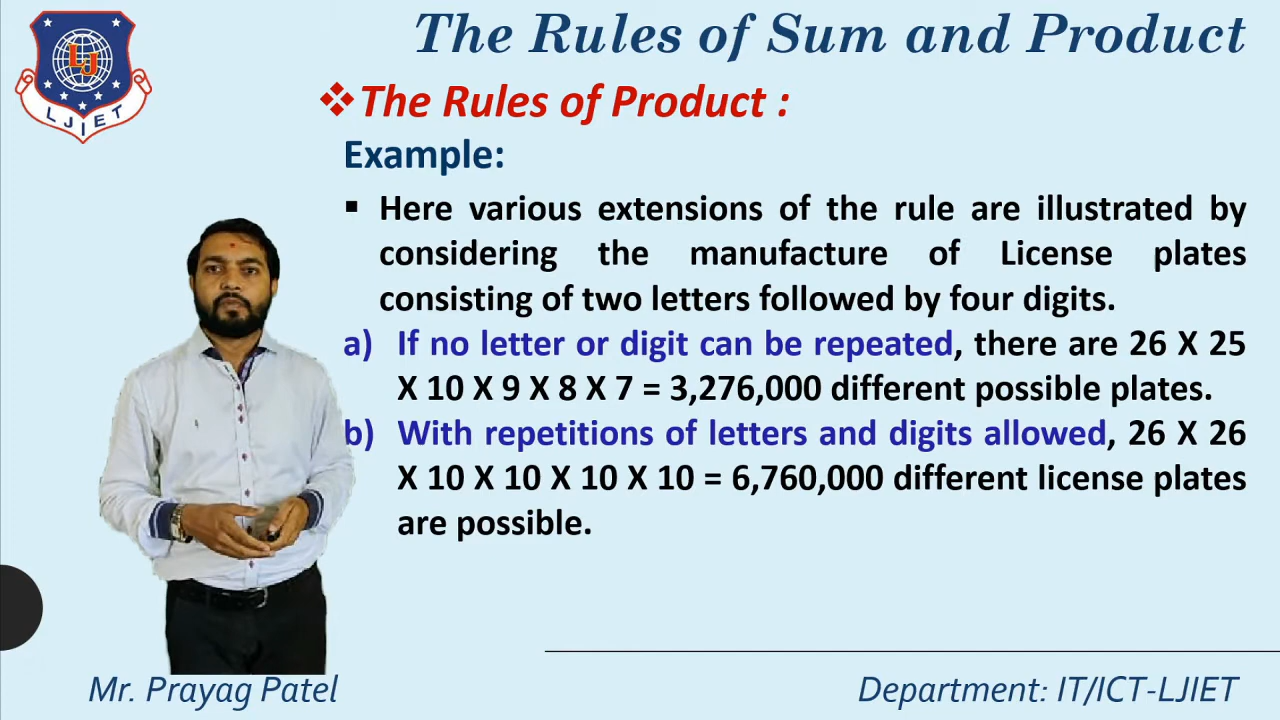 The Rules of Sum and Product
LJ
LJIET
❖The Rules of Product :
Example:
▪ Here various extensions of the rule are illustrated by
considering the manufacture of License plates
consisting of two letters followed by four digits.
a) If no letter or digit can be repeated, there are 26 X 25
X 10 X 9 X 8 X 7 = 3,276,000 different possible plates.
b) With repetitions of letters and digits allowed, 26 X 26
X 10 X 10 X 10 X 10 = 6,760,000 different license plates
are possible.
Mr. Prayag Patel
Department: IT/ICT-LJIET